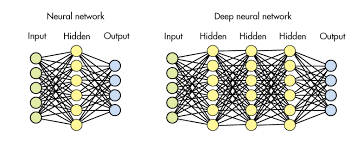 Neural network
Input Hidden Output
Deep neural network
Input Hidden Hidden Hidden Output